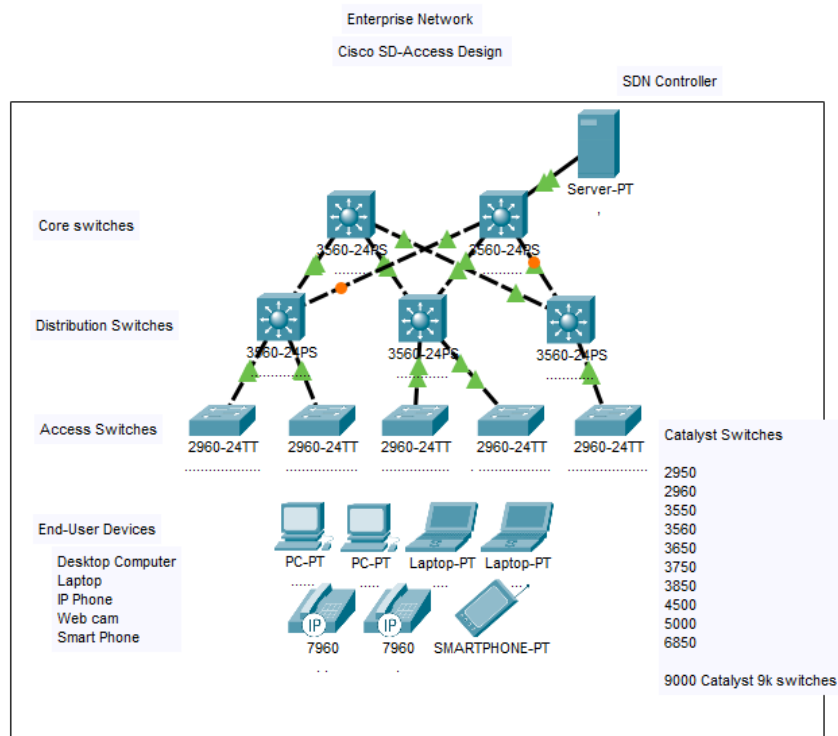 Enterprise Network
Cisco SD-Access Design
SDN Controller
Server-PT
Core switches
3560-24PS
3560-24PS
Distribution Switches
3560-24PS
3560-24PS
3560-24PS
Access Switches
2960-24TT
2960-24TT
2960-24TT
2960-24TT
2960-24TT
End-User Devices
Desktop Computer
Laptop
IP Phone
Web cam
Smart Phone
PC-PT
PC-PT
Laptop-PT
Laptop-PT
IP
7960
IP
7960
SMARTPHONE-PT
Catalyst Switches
2950
2960
3550
3560
3650
3750
3850
4500
5000
6850
9000 Catalyst 9k switches